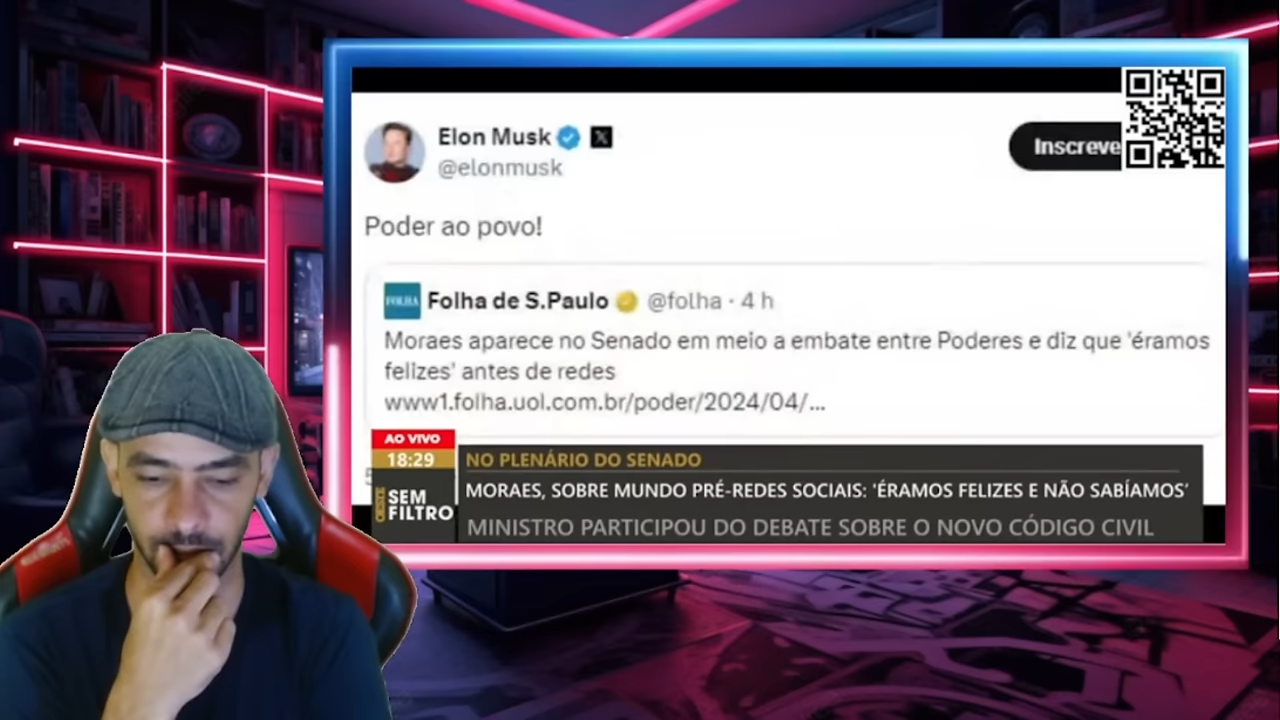 Elon Musk
@elonmusk
Inscreve
Poder ao povo!
FOLHA
Folha de S.Paulo @folha · 4 h
Moraes aparece no Senado em meio a embate entre Poderes e diz que 'éramos
felizes' antes de redes
www1.folha.uol.com.br/poder/2024/04/...
AO VIVO
18:29
SEM
FILTRO
NO PLENÁRIO DO SENADO
MORAES, SOBRE MUNDO PRÉ-REDES SOCIAIS: 'ÉRAMOS FELIZES E NÃO SABÍAMOS'
MINISTRO PARTICIPOU DO DEBATE SOBRE O NOVO CÓDIGO CIVIL